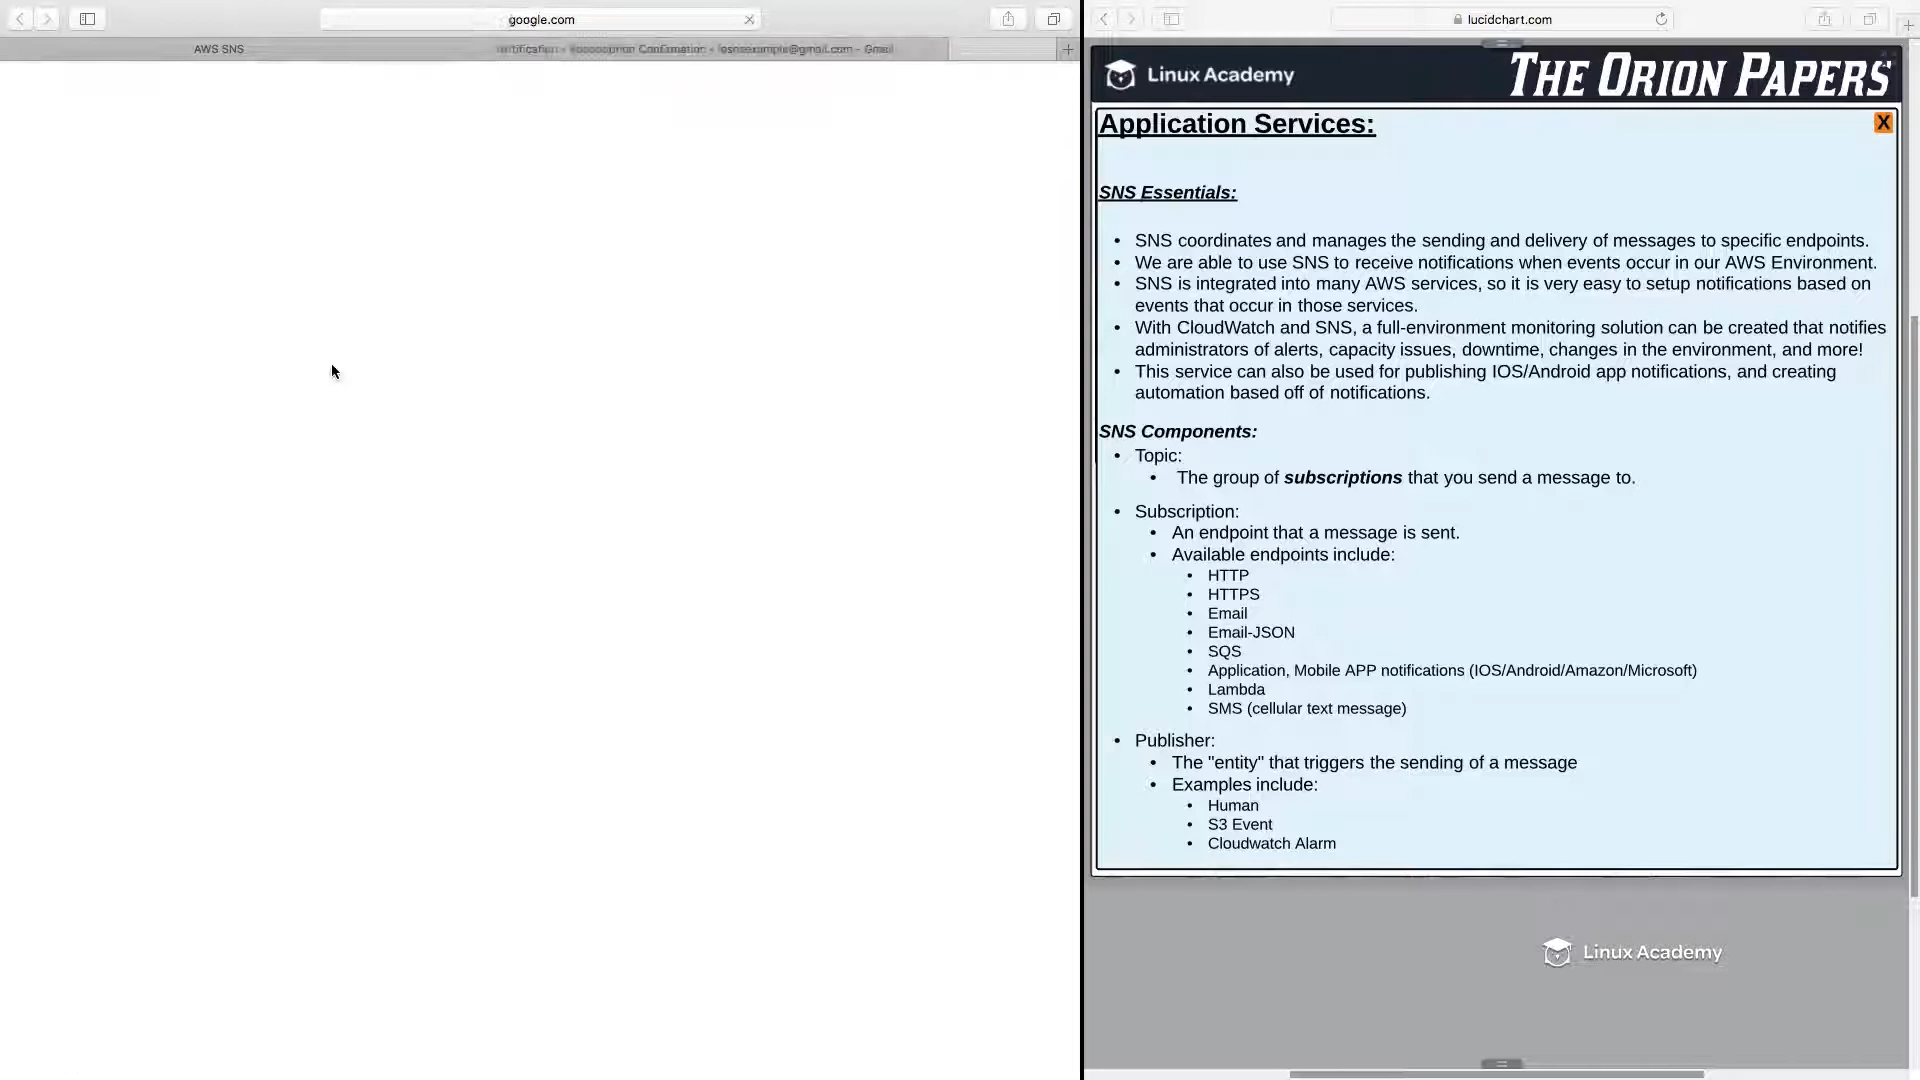 google.com
AWS SNS
Confirmation - esnsexample@gmail.com - Gmail
lucidchart.com
Linux Academy
THE ORION PAPERS
Application Services:
X
SNS Essentials:
• SNS coordinates and manages the sending and delivery of messages to specific endpoints.
• We are able to use SNS to receive notifications when events occur in our AWS Environment.
• SNS is integrated into many AWS services, so it is very easy to setup notifications based on
events that occur in those services.
• With CloudWatch and SNS, a full-environment monitoring solution can be created that notifies
administrators of alerts, capacity issues, downtime, changes in the environment, and more!
• This service can also be used for publishing IOS/Android app notifications, and creating
automation based off of notifications.
SNS Components:
• Topic:
• The group of subscriptions that you send a message to.
• Subscription:
• An endpoint that a message is sent.
• Available endpoints include:
• HTTP
• HTTPS
• Email
• Email-JSON
• SQS
• Application, Mobile APP notifications (IOS/Android/Amazon/Microsoft)
• Lambda
• SMS (cellular text message)
• Publisher:
• The "entity" that triggers the sending of a message
• Examples include:
• Human
• S3 Event
• Cloudwatch Alarm
Linux Academy